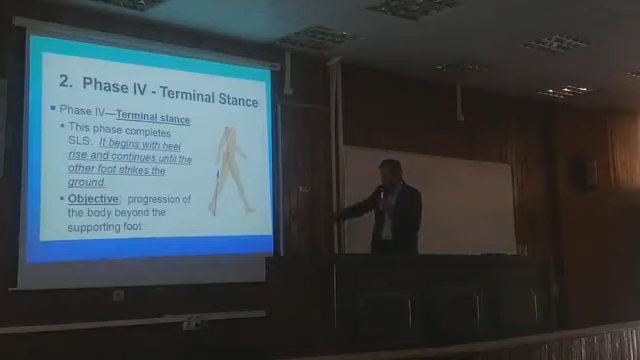 2. Phase IV - Terminal Stance
Phase IV—Terminal stance
This phase completes
SLS. It begins with heel
rise and continues until the
other foot strikes the
ground.
Objective: progression of
the body beyond the
supporting foot